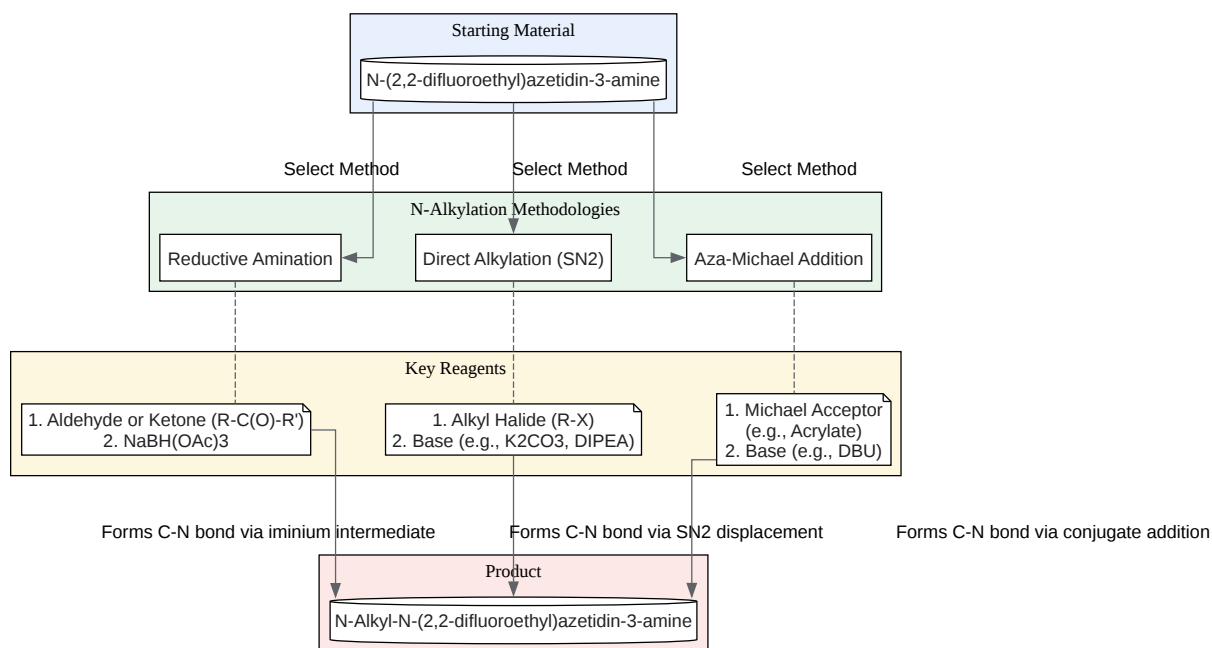 Starting Material
N-(2,2-difluoroethyl)azetidin-3-amine
Select Method
Select Method
Select Method
N-Alkylation Methodologies
Reductive Amination
Direct Alkylation (SN2)
Aza-Michael Addition
Key Reagents
1. Aldehyde or Ketone (R-C(O)-R')
2. NaBH(OAc)3
1. Alkyl Halide (R-X)
2. Base (e.g., K2CO3, DIPEA)
1. Michael Acceptor
(e.g., Acrylate)
2. Base (e.g., DBU)
Forms C-N bond via iminium intermediate
Forms C-N bond via SN2 displacement
Forms C-N bond via conjugate addition
Product
N-Alkyl-N-(2,2-difluoroethyl)azetidin-3-amine